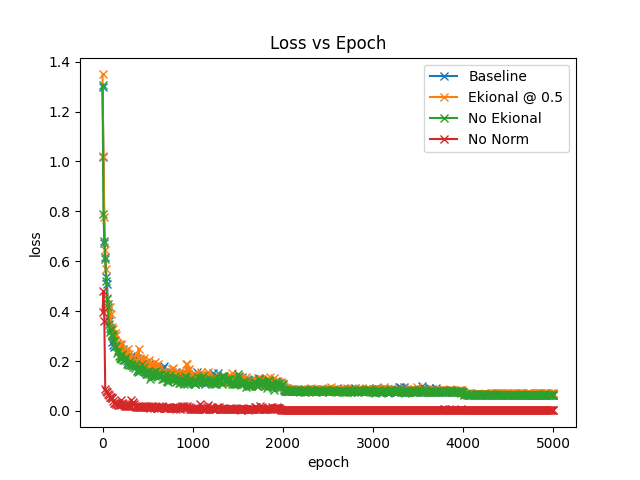 Loss vs Epoch
Baseline
Ekional @ 0.5
No Ekional
No Norm
loss
1.4
1.2
1.0
0.8
0.6
0.4
0.2
0.0
0
1000
2000
3000
4000
5000
epoch